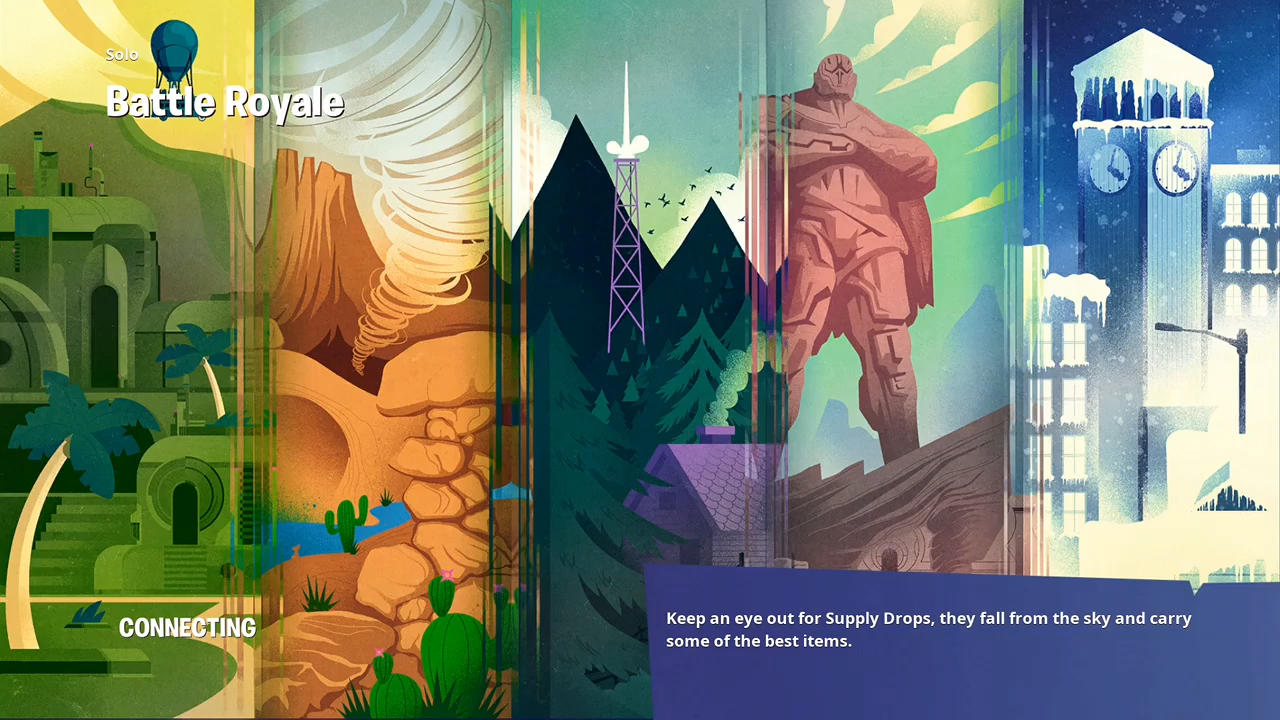 Solo
Battle Royale
CONNECTING
Keep an eye out for Supply Drops, they fall from the sky and carry
some of the best items.